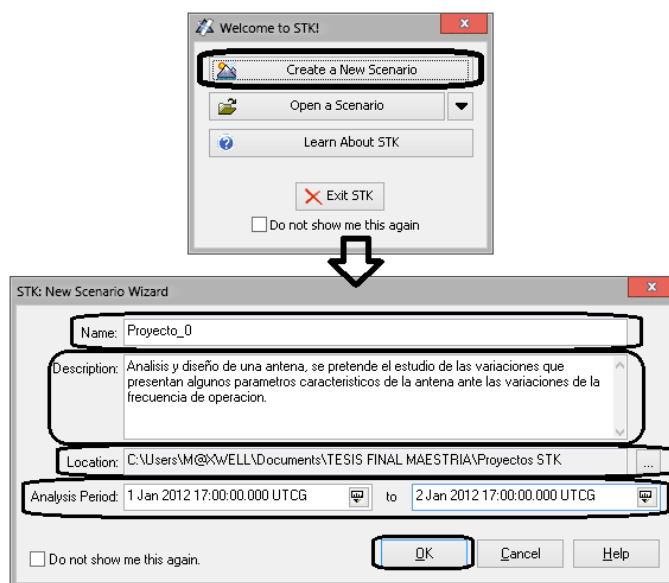 Welcome to STK!
Create a New Scenario
Open a Scenario
Learn About STK
Exit STK
Do not show me this again
STK: New Scenario Wizard
Name: Proyecto_0
Description: Analisis y diseño de una antena, se pretende el estudio de las variaciones que
presentan algunos parametros caracteristicos de la antena ante las variaciones de la
frecuencia de operacion.
Location: C:\Users\M@XWELL\Documents\TESIS FINAL MAESTRIA\Proyectos STK ...
Analysis Period: 1 Jan 2012 17:00:00.000 UTCG to 2 Jan 2012 17:00:00.000 UTCG
Do not show me this again. OK Cancel Help